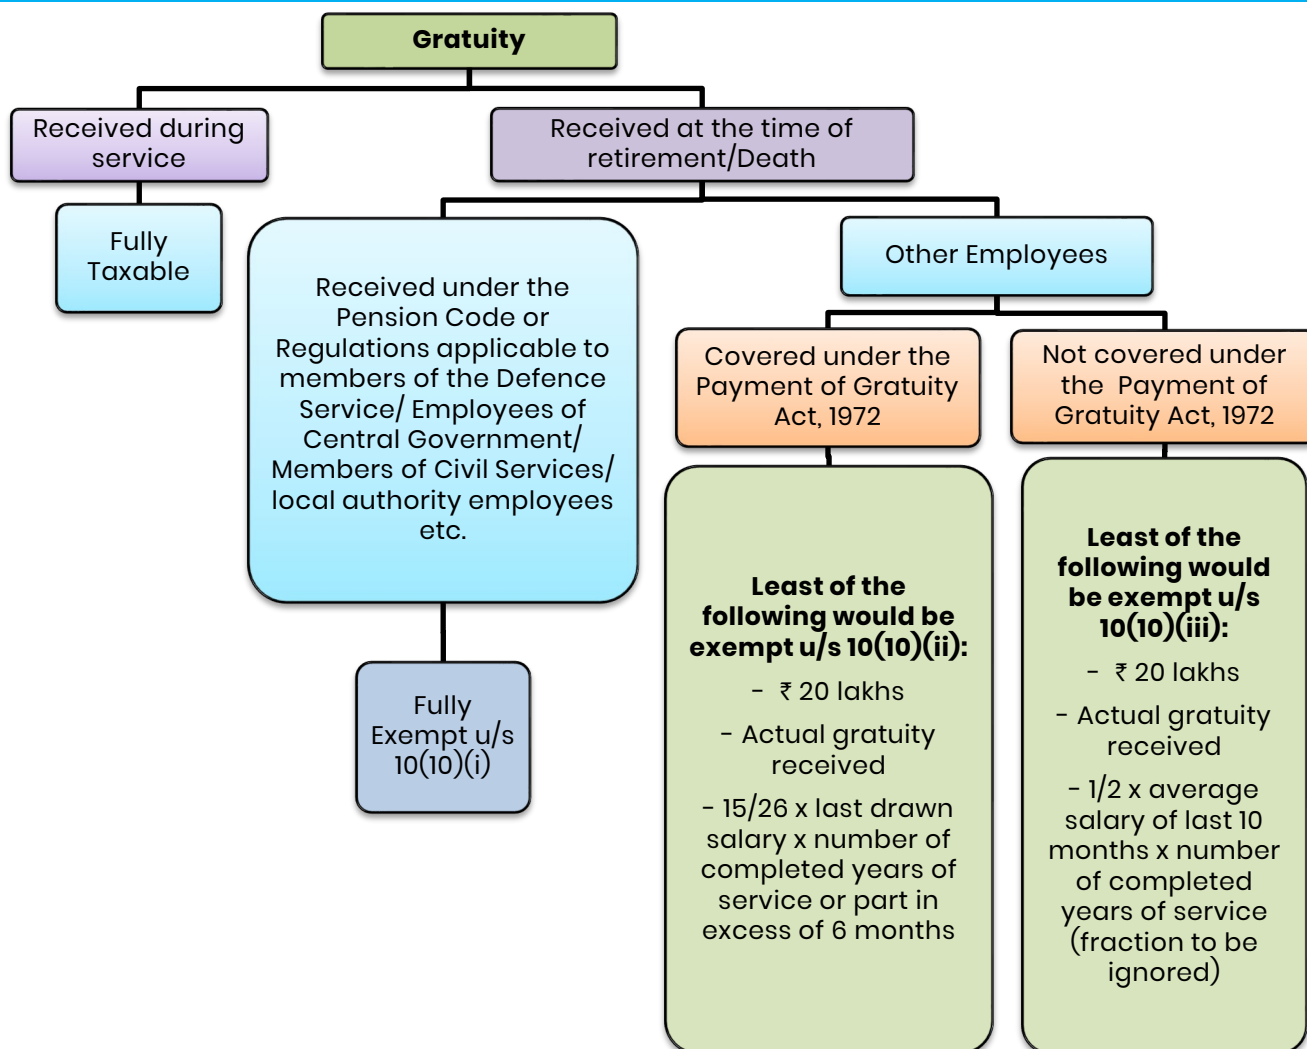 Gratuity
Received during
service
Received at the time of
retirement/Death
Fully
Taxable
Received under the
Pension Code or
Regulations applicable to
members of the Defence
Service/ Employees of
Central Government/
Members of Civil Services/
local authority employees
etc.
Fully
Exempt u/s
10(10)(i)
Other Employees
Covered under the
Payment of Gratuity
Act, 1972
Least of the
following would be
exempt u/s 10(10)(ii):
- ₹ 20 lakhs
- Actual gratuity
received
- 15/26 x last drawn
salary x number of
completed years of
service or part in
excess of 6 months
Not covered under
the Payment of
Gratuity Act, 1972
Least of the
following would
be exempt u/s
10(10)(iii):
- ₹ 20 lakhs
- Actual gratuity
received
- 1/2 x average
salary of last 10
months x number
of completed
years of service
(fraction to be
ignored)